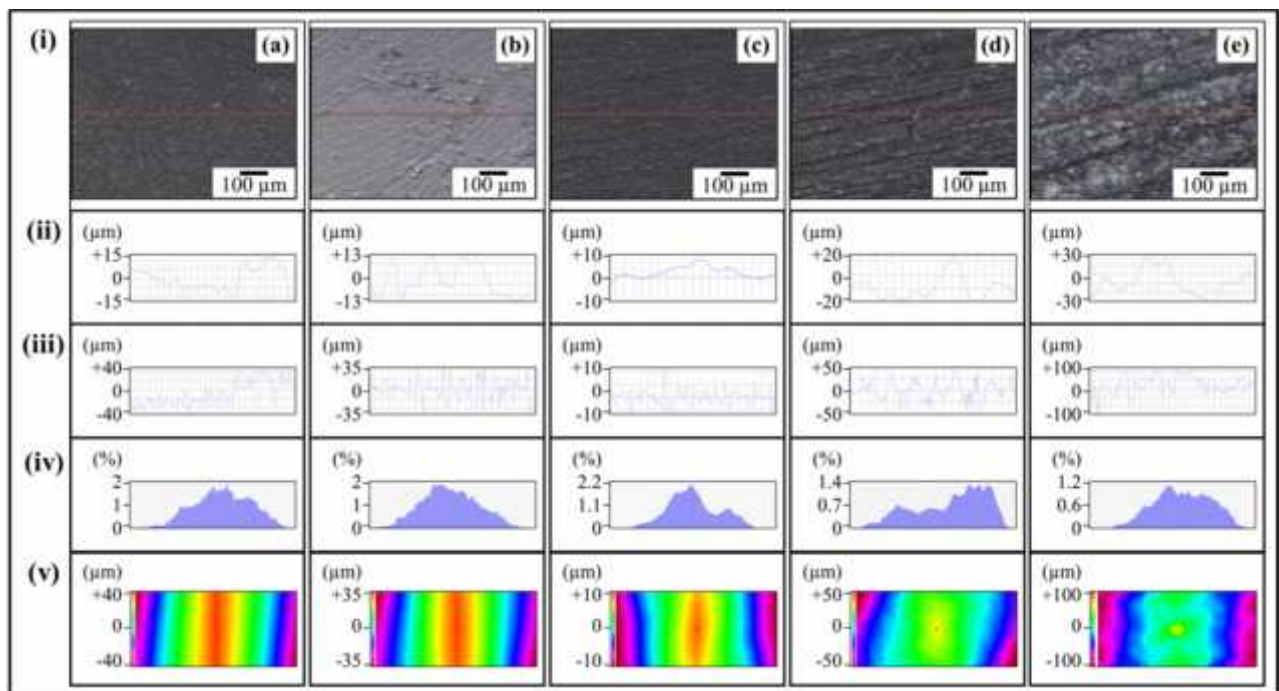 (i) (a) (b) (c) (d) (e)
100 µm 100 µm 100 µm 100 µm 100 µm
(ii) (µm) (µm) (µm) (µm) (µm)
+15 +13 +10 +20 +30
0 0 0 0 0
-15 -13 -10 -20 -30
(iii) (µm) (µm) (µm) (µm) (µm)
+40 +35 +10 +50 +100
0 0 0 0 0
-40 -35 -10 -50 -100
(iv) (%) (%) (%) (%) (%)
2 2 2.2 1.4 1.2
1 1 1.1 0.7 0.6
0 0 0 0 0
(v) (µm) (µm) (µm) (µm) (µm)
+40 +35 +10 +50 +100
0 0 0 0 0
-40 -35 -10 -50 -100